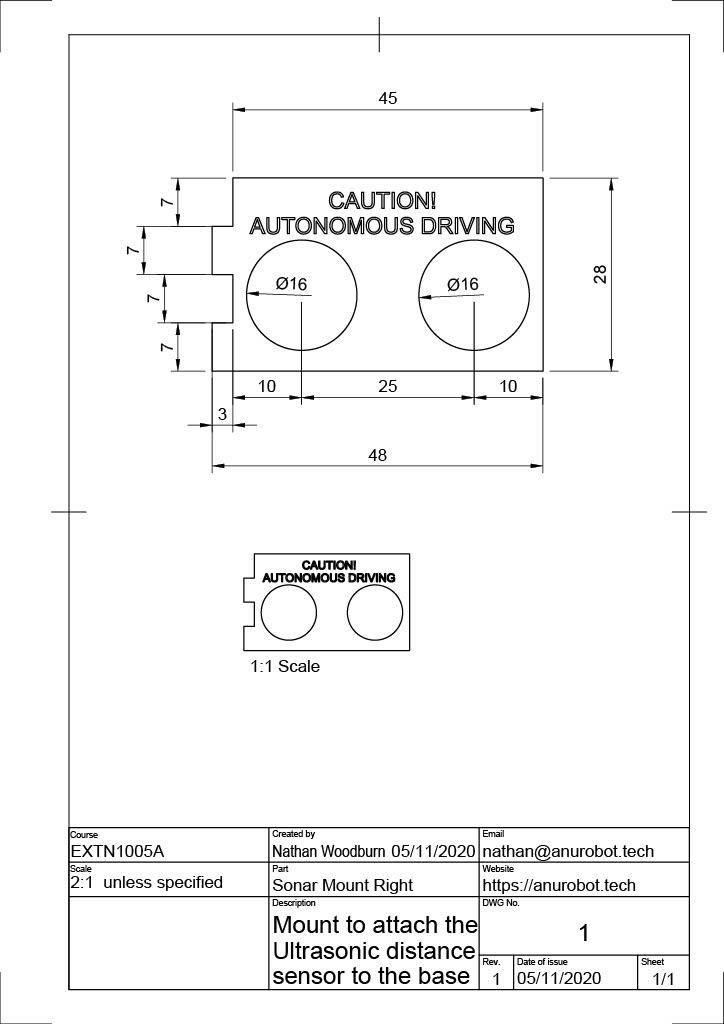 45
7
CAUTION!
AUTONOMOUS DRIVING
7
7
Ø16
Ø16
28
7
10
25
10
3
48
CAUTION!
AUTONOMOUS DRIVING
1:1 Scale
Course
EXTN1005A
Created by
Nathan Woodburn 05/11/2020
Email
nathan@anurobot.tech
Scale
2:1 unless specified
Part
Sonar Mount Right
Website
https://anurobot.tech
Description
Mount to attach the
Ultrasonic distance
sensor to the base
DWG No.
1
Rev.
1
Date of issue
05/11/2020
Sheet
1/1